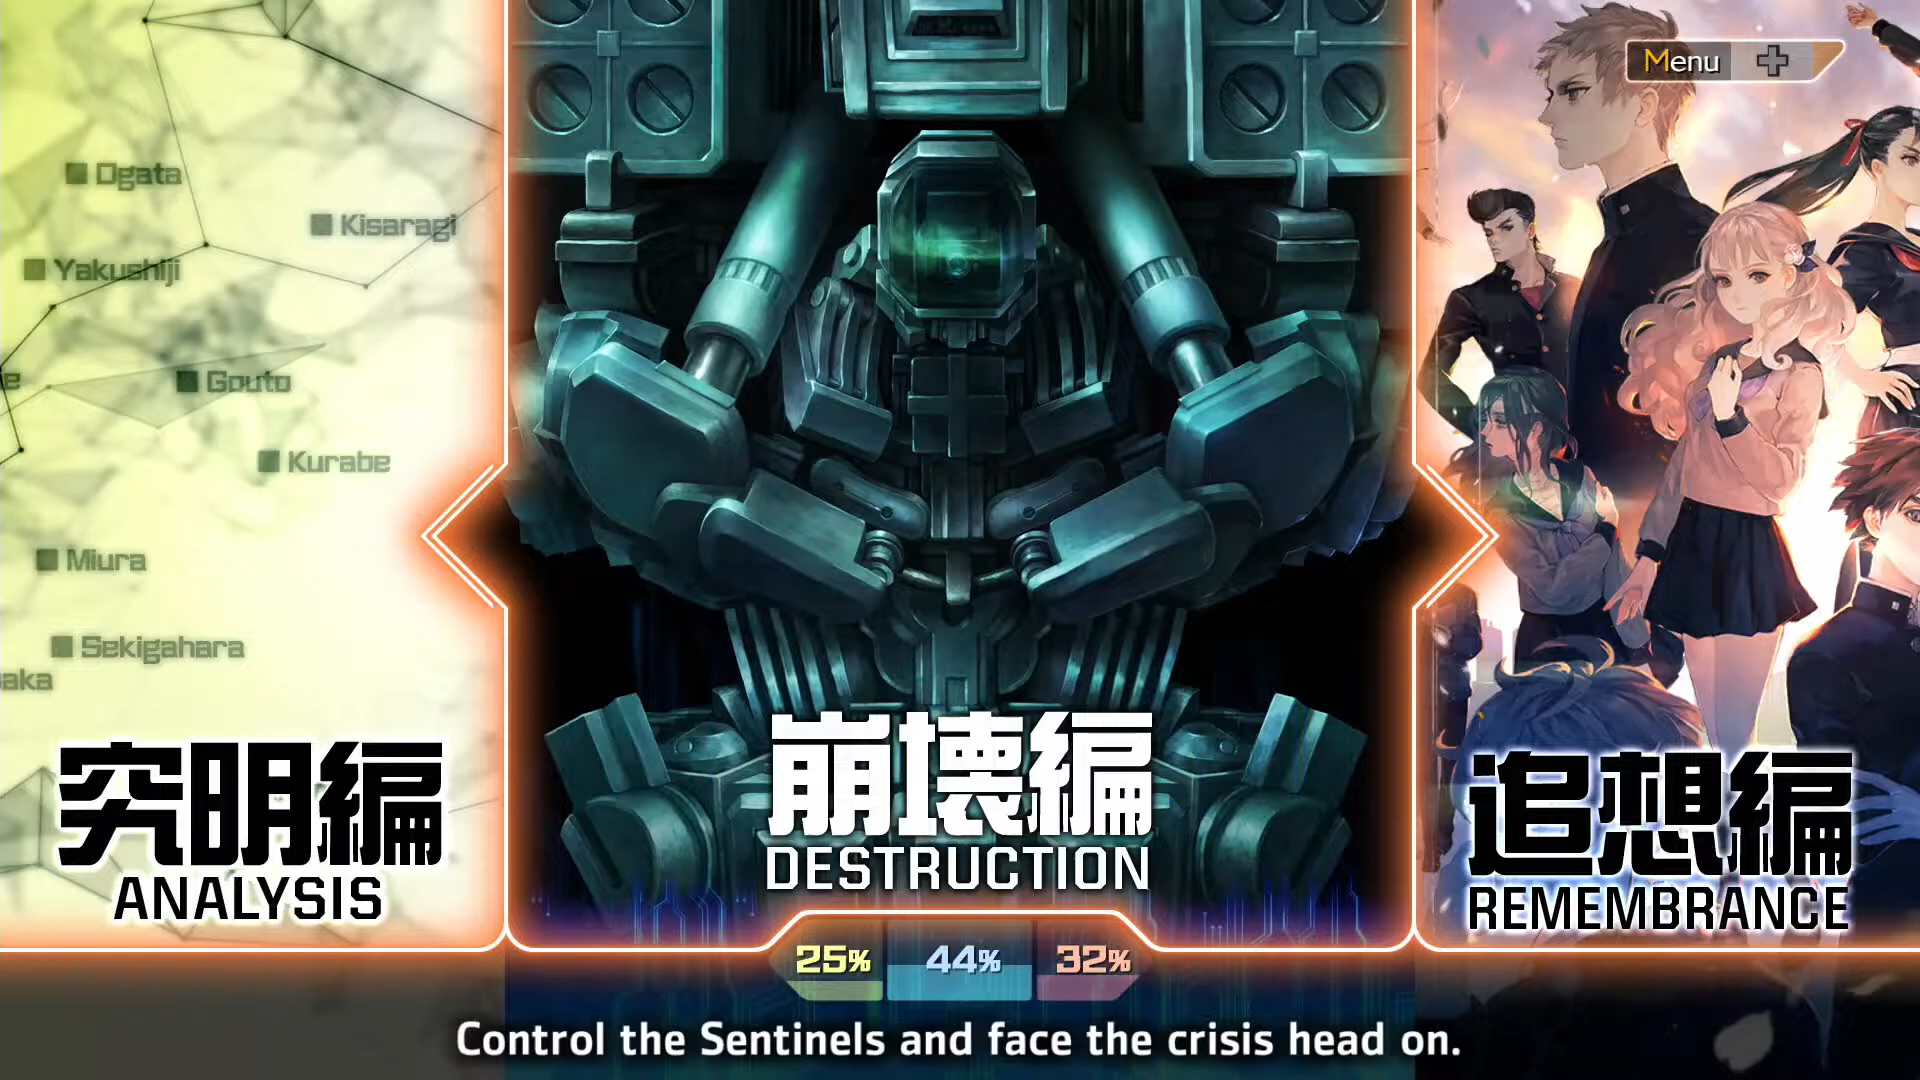 Menu
Ogata
Kisaragi
Yakushiji
Gouto
Kurabe
Miura
Sekigahara
究明編
ANALYSIS
崩壊編
DESTRUCTION
追想編
REMEMBRANCE
25% 44% 32%
Control the Sentinels and face the crisis head on.